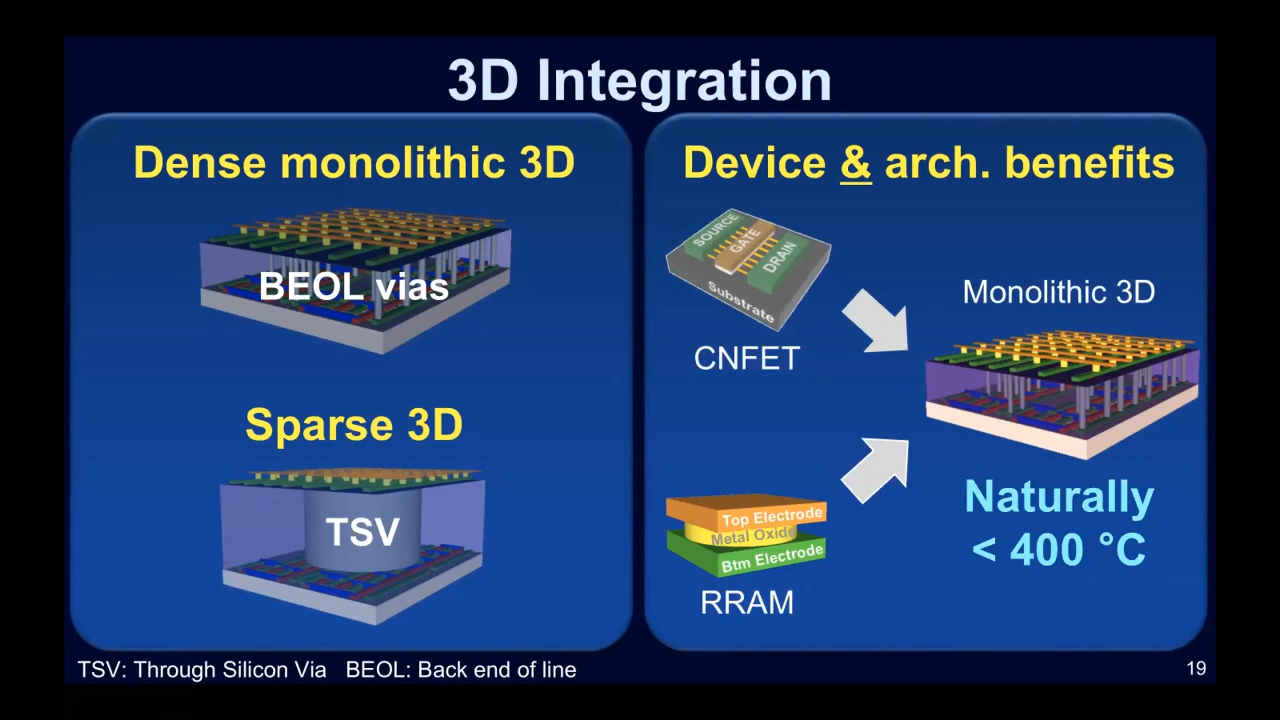 3D Integration
Dense monolithic 3D
BEOL vias
Sparse 3D
TSV
Device & arch. benefits
SOURCE
GATE
DRAIN
Substrate
CNFET
Top Electrode
Metal Oxide
Btm Electrode
RRAM
Monolithic 3D
Naturally
< 400 °C
TSV: Through Silicon Via BEOL: Back end of line
19